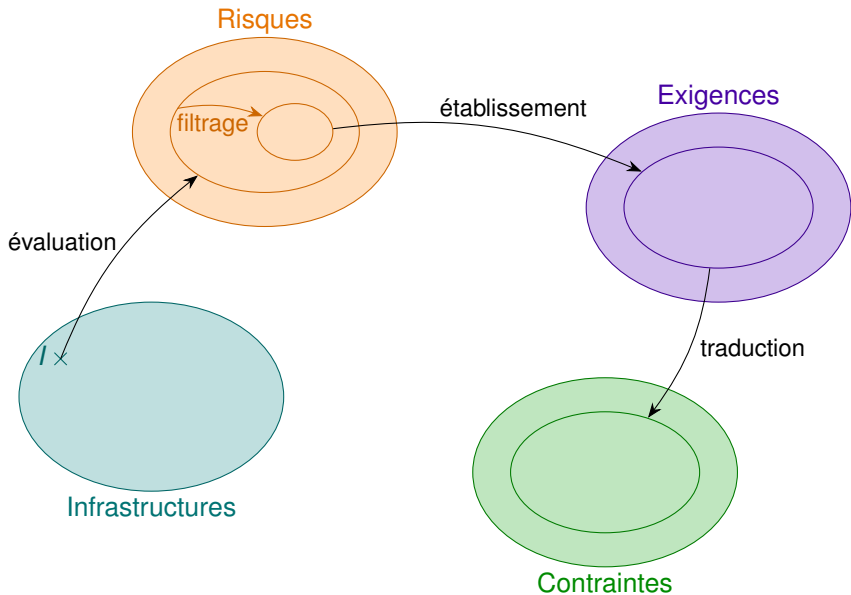 Risques
filtrage
établissement
Exigences
évaluation
I
traduction
Infrastructures
Contraintes